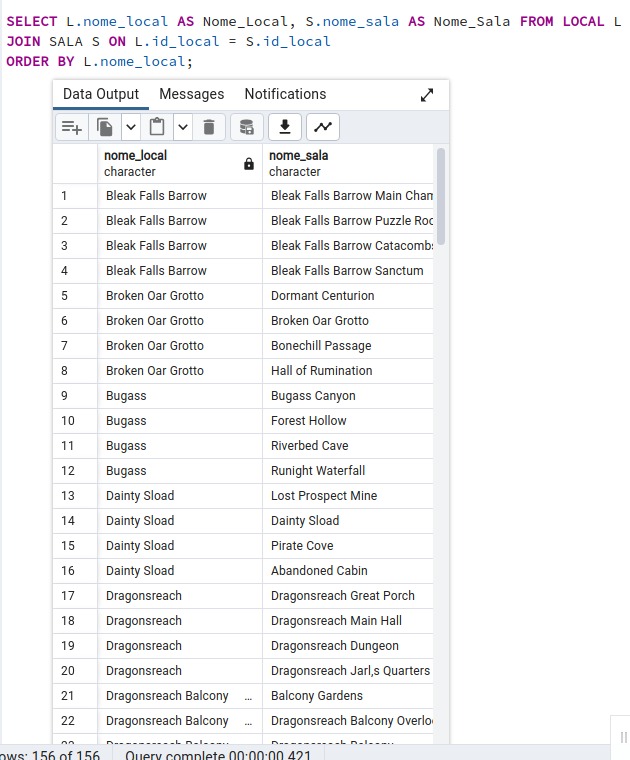 SELECT L.nome_local AS Nome_Local, S.nome_sala AS Nome_Sala FROM LOCAL L
JOIN SALA S ON L.id_local = S.id_local
ORDER BY L.nome_local;
Data Output Messages Notifications
nome_local nome_sala
character character
1 Bleak Falls Barrow Bleak Falls Barrow Main Cham
2 Bleak Falls Barrow Bleak Falls Barrow Puzzle Roo
3 Bleak Falls Barrow Bleak Falls Barrow Catacombs
4 Bleak Falls Barrow Bleak Falls Barrow Sanctum
5 Broken Oar Grotto Dormant Centurion
6 Broken Oar Grotto Broken Oar Grotto
7 Broken Oar Grotto Bonechill Passage
8 Broken Oar Grotto Hall of Rumination
9 Bugass Bugass Canyon
10 Bugass Forest Hollow
11 Bugass Riverbed Cave
12 Bugass Runight Waterfall
13 Dainty Sload Lost Prospect Mine
14 Dainty Sload Dainty Sload
15 Dainty Sload Pirate Cove
16 Dainty Sload Abandoned Cabin
17 Dragonsreach Dragonsreach Great Porch
18 Dragonsreach Dragonsreach Main Hall
19 Dragonsreach Dragonsreach Dungeon
20 Dragonsreach Dragonsreach Jarl,s Quarters
21 Dragonsreach Balcony ... Balcony Gardens
22 Dragonsreach Balcony ... Dragonsreach Balcony Overloo
23 Dragonsreach Balcony Dragonsreach Balcony
ows: 156 of 156 Query complete 00:00:00.421